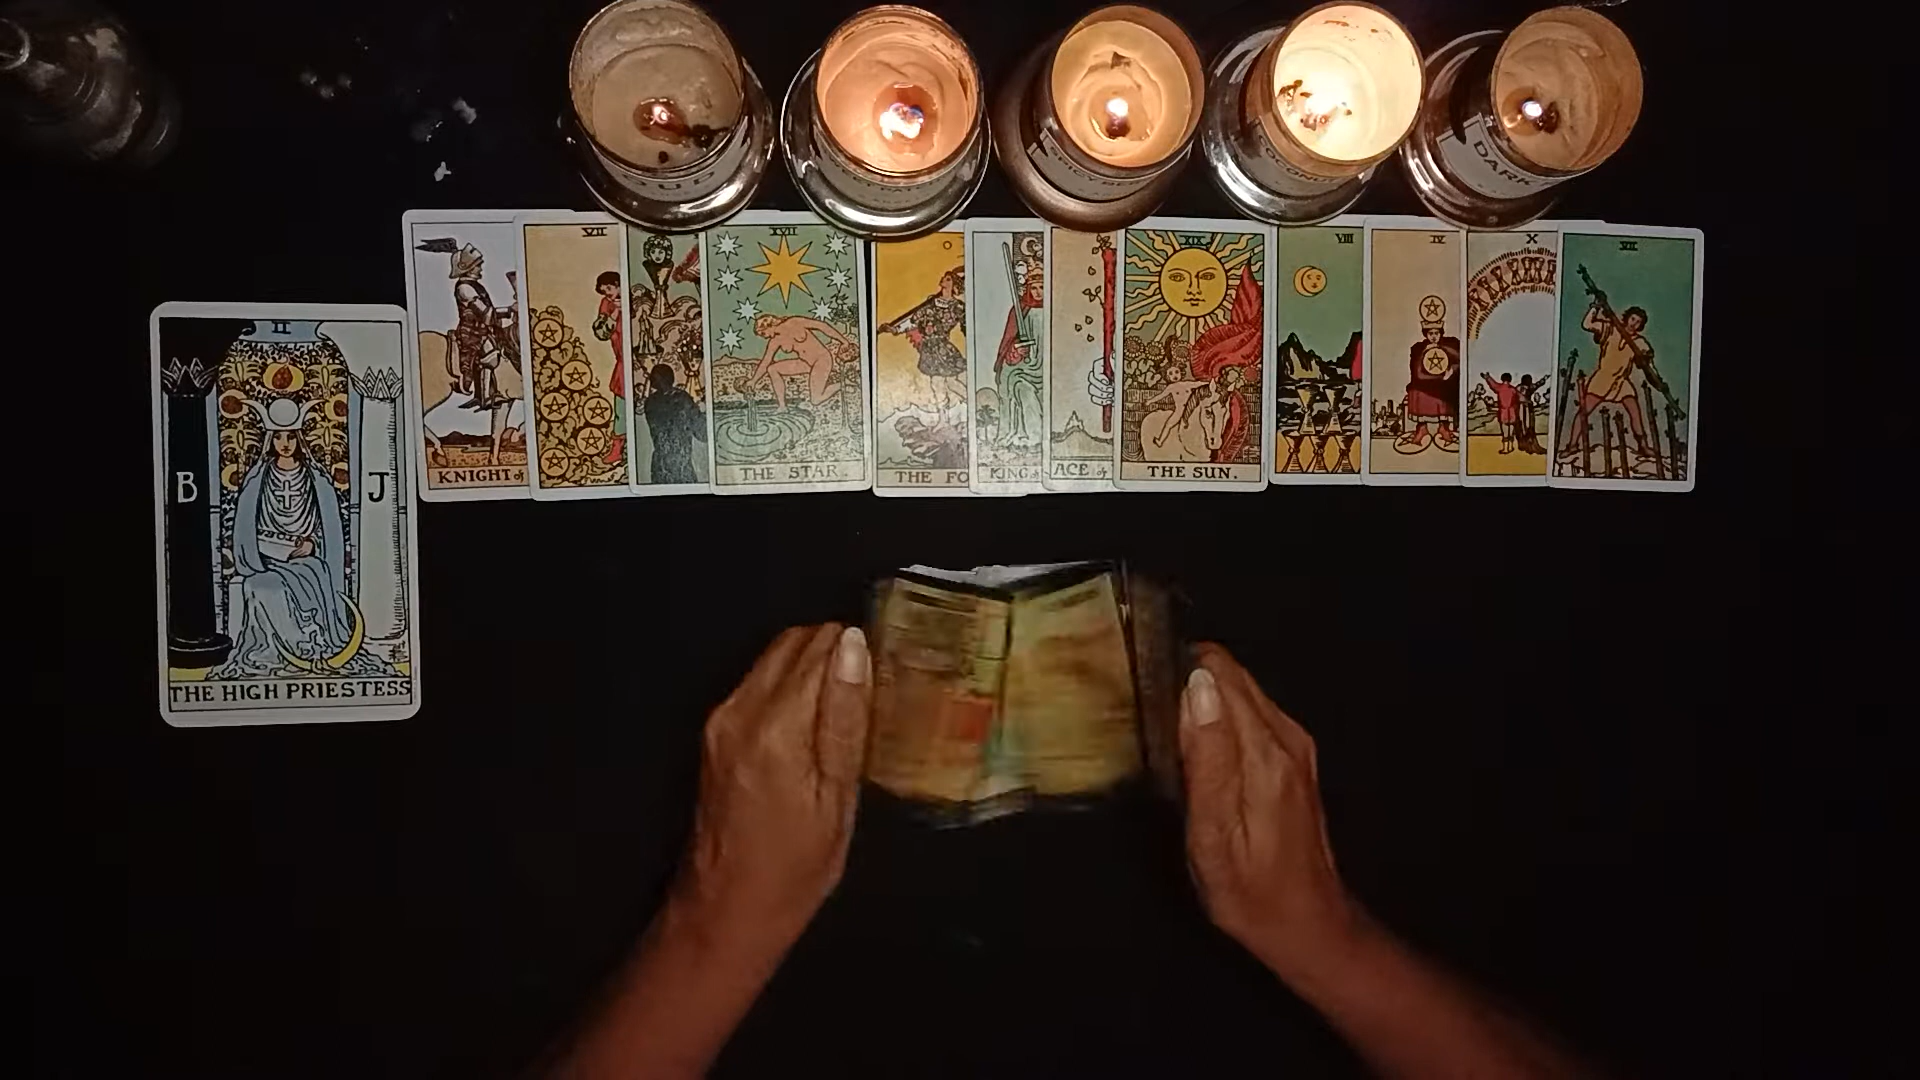 SPICY
DARK
VII
XVII
XIX
VIII
IV
X
VII
II
B
J
KNIGHT of
THE STAR.
THE FO
KING
ACE of
THE SUN.
THE HIGH PRIESTESS